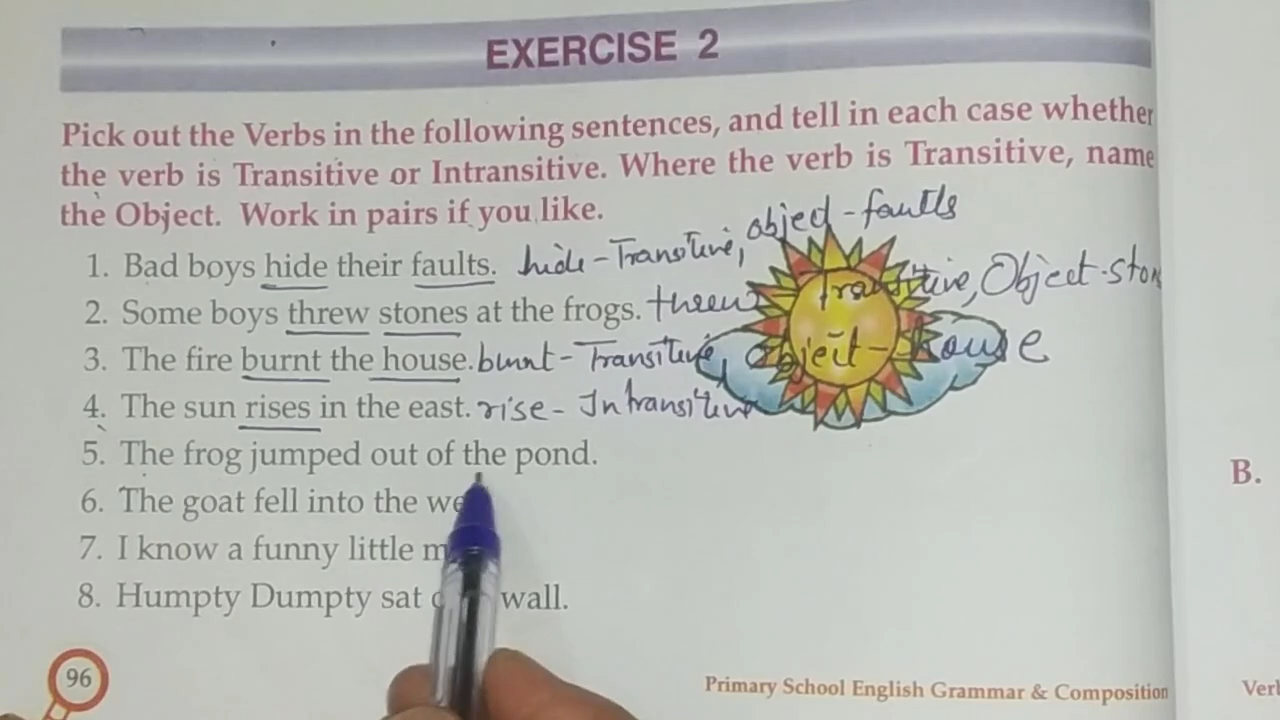 EXERCISE 2
Pick out the Verbs in the following sentences, and tell in each case whether
the verb is Transitive or Intransitive. Where the verb is Transitive, name
the Object. Work in pairs if you like.
1. Bad boys hide their faults. hide - Transitive, object - faults
2. Some boys threw stones at the frogs. threw Transitive, Object - ston
3. The fire burnt the house. burnt - Transitive, Object - house
4. The sun rises in the east. rise - Intransitive
5. The frog jumped out of the pond.
6. The goat fell into the we
7. I know a funny little m
8. Humpty Dumpty sat wall.
B.
96
Primary School English Grammar & Composition
Verb